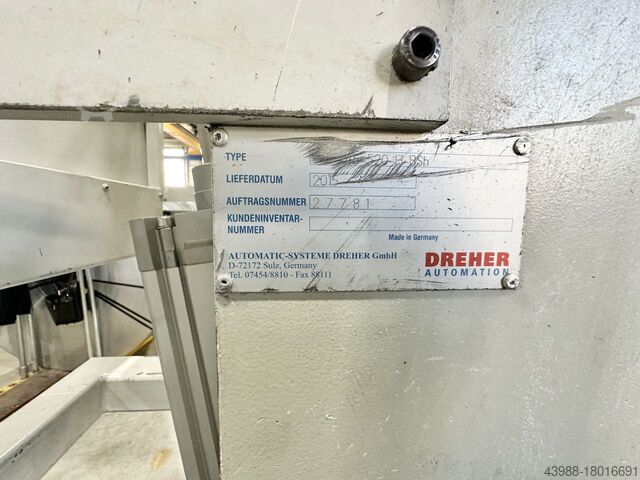 TYPE
LIEFERDATUM 2015
AUFTRAGSNUMMER 27781
KUNDENINVENTAR-
NUMMER
Made in Germany
AUTOMATIC-SYSTEME DREHER GmbH
D-72172 Sulz, Germany
Tel. 07454/8810 - Fax 88111
DREHER
AUTOMATION
43988-18016691